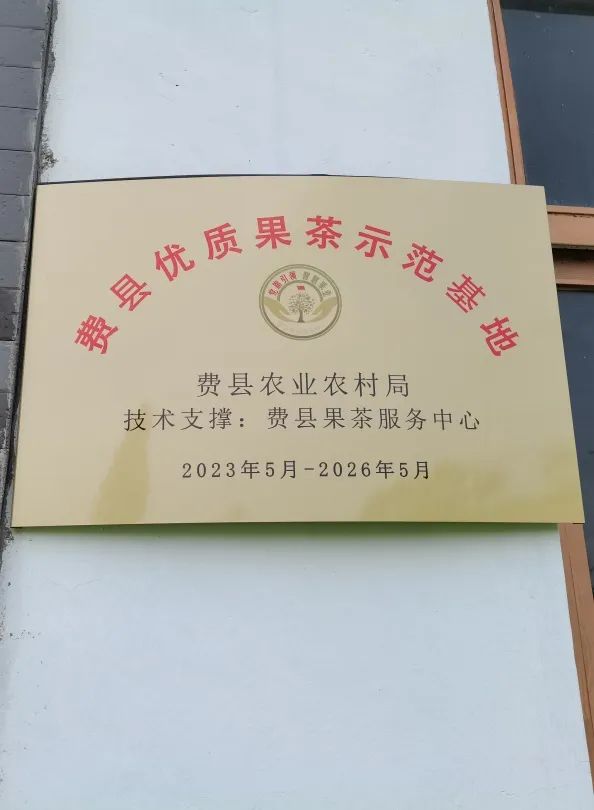 费县优质果茶示范基地
费县农业农村局
技术支撑：费县果茶服务中心
2023年5月-2026年5月